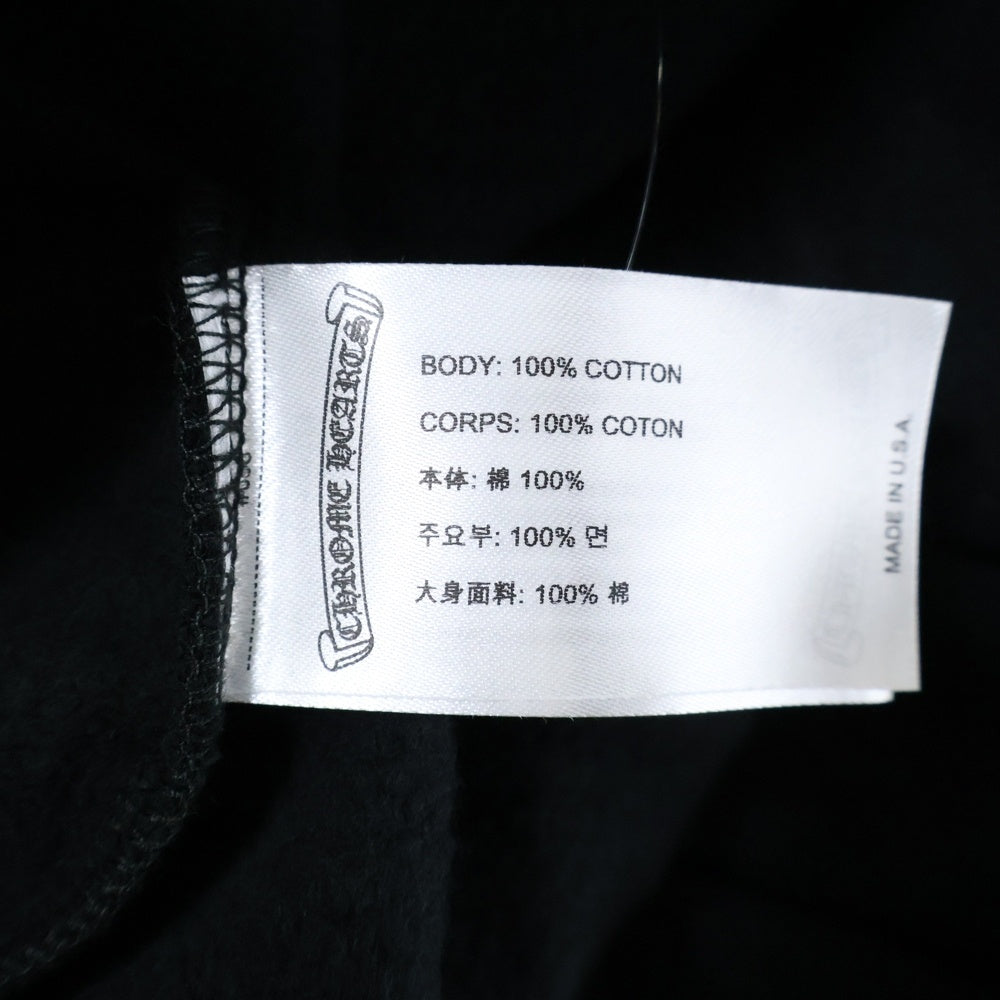 CHROME HEARTS
BODY: 100% COTTON
CORPS: 100% COTON
本体: 棉 100%
주요부: 100% 면
大身面料: 100% 棉
MADE IN U.S.A.